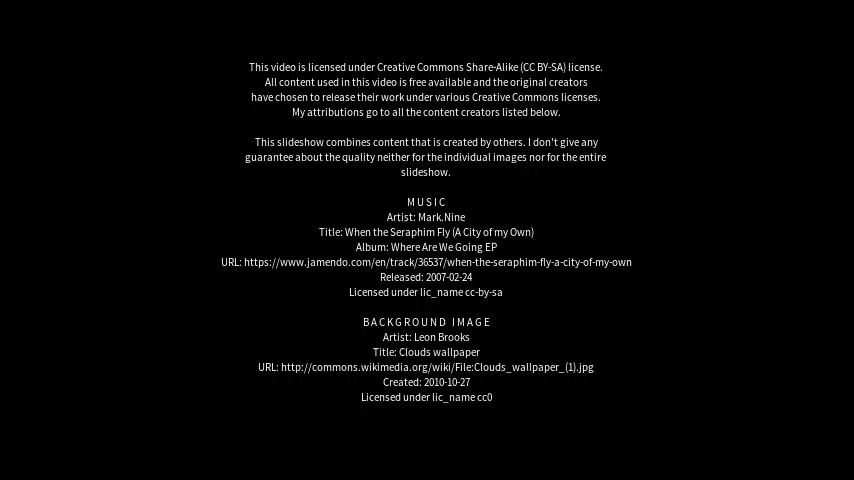 This video is licensed under Creative Commons Share-Alike (CC BY-SA) license.
All content used in this video is free available and the original creators
have chosen to release their work under various Creative Commons licenses.
My attributions go to all the content creators listed below.
This slideshow combines content that is created by others. I don't give any
guarantee about the quality neither for the individual images nor for the entire
slideshow.
MUSIC
Artist: Mark.Nine
Title: When the Seraphim Fly (A City of my Own)
Album: Where Are We Going EP
URL: https://www.jamendo.com/en/track/36537/when-the-seraphim-fly-a-city-of-my-own
Released: 2007-02-24
Licensed under lic_name cc-by-sa
BACKGROUND IMAGE
Artist: Leon Brooks
Title: Clouds wallpaper
URL: http://commons.wikimedia.org/wiki/File:Clouds_wallpaper_(1).jpg
Created: 2010-10-27
Licensed under lic_name cc0